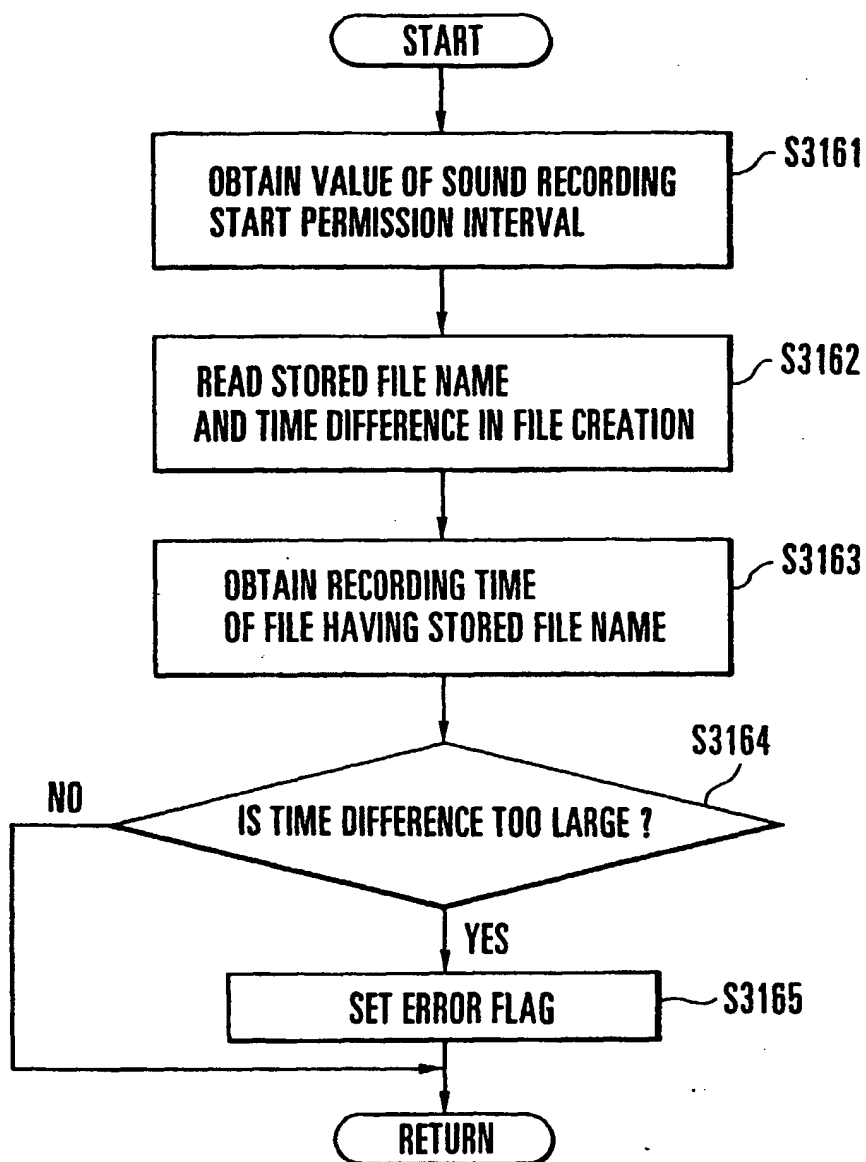 START
S3161
OBTAIN VALUE OF SOUND RECORDING
START PERMISSION INTERVAL
S3162
READ STORED FILE NAME
AND TIME DIFFERENCE IN FILE CREATION
S3163
OBTAIN RECORDING TIME
OF FILE HAVING STORED FILE NAME
S3164
NO
IS TIME DIFFERENCE TOO LARGE ?
YES
SET ERROR FLAG
S3165
RETURN